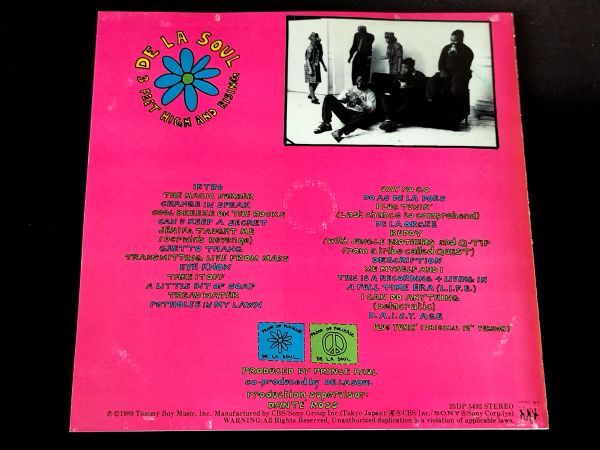 DE LA SOUL
3 FEET HIGH AND RISING
INTRO
THE MAGIC NUMBER
CHANGE IN SPEAK
COOL BREEZE ON THE ROCKS
CAN U KEEP A SECRET
JENIFA TAUGHT ME
(Derwin's Revenge)
GHETTO THANG
TRANSMITTING LIVE FROM MARS
EYE KNOW
TAKE IT OFF
A LITTLE BIT OF SOAP
TREAD WATER
POTHOLES IN MY LAWN
SAY NO GO
DO AS DE LA DOES
PLUG TUNIN'
(Last chance to comprehend)
DE LA ORGEE
BUDDY
(with JUNGLE BROTHERS and Q-TIP
from a tribe called QUEST)
DESCRIPTION
ME MYSELF AND I
THIS IS A RECORDING 4 LIVING IN
A FULL TIME ERA (L.I.F.E.)
I CAN DO ANYTHING
(Delacratic)
D.A.I.S.Y. AGE
PLUG TUNIN' (ORIGINAL 12" VERSION)
PROOF OF PURCHASE
DE LA SOUL
PROOF OF PURCHASE
DE LA SOUL
PRODUCED BY PRINCE PAUL
co-produced by DE LA SOUL
Production Supervisor:
DANTE ROSS
25DP 5492 STEREO
Ⓟ©1989 Tommy Boy Music, Inc./Manufactured by CBS/Sony Group Inc.(Tokyo Japan)/
WARNING:All Rights Reserved. Unauthorized duplication is a violation of applicable laws.